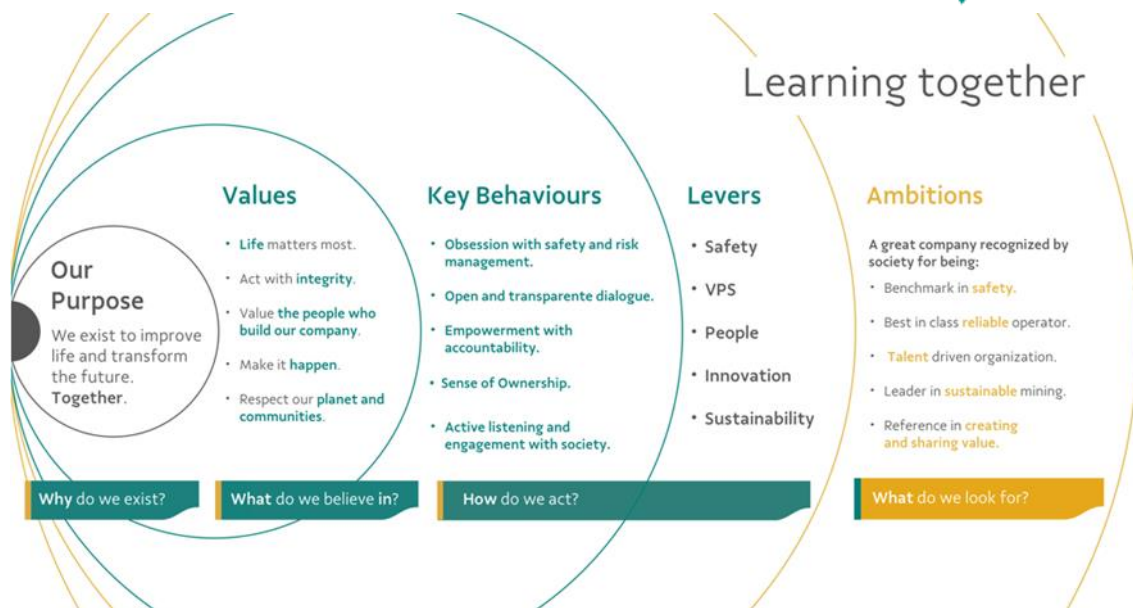 Learning together
Our
Purpose
We exist to improve
life and transform
the future.
Together.
Values
• Life matters most.
• Act with integrity.
• Value the people who
build our company.
• Make it happen.
• Respect our planet and
communities.
Key Behaviours
• Obsession with safety and risk
management.
• Open and transparente dialogue.
• Empowerment with
accountability.
• Sense of Ownership.
• Active listening and
engagement with society.
Levers
• Safety
• VPS
• People
• Innovation
• Sustainability
Ambitions
A great company recognized by
society for being:
• Benchmark in safety.
• Best in class reliable operator.
• Talent driven organization.
• Leader in sustainable mining.
• Reference in creating
and sharing value.
Why do we exist?
What do we believe in?
How do we act?
What do we look for?